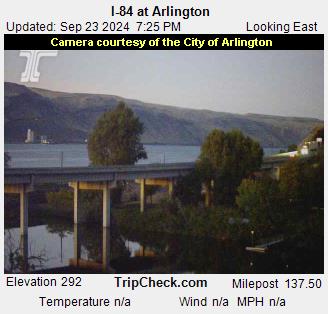 I-84 at Arlington
Updated: Sep 23 2024 7:25 PM Looking East
Camera courtesy of the City of Arlington
Elevation 292 TripCheck.com Milepost 137.50
Temperature n/a Wind n/a MPH n/a